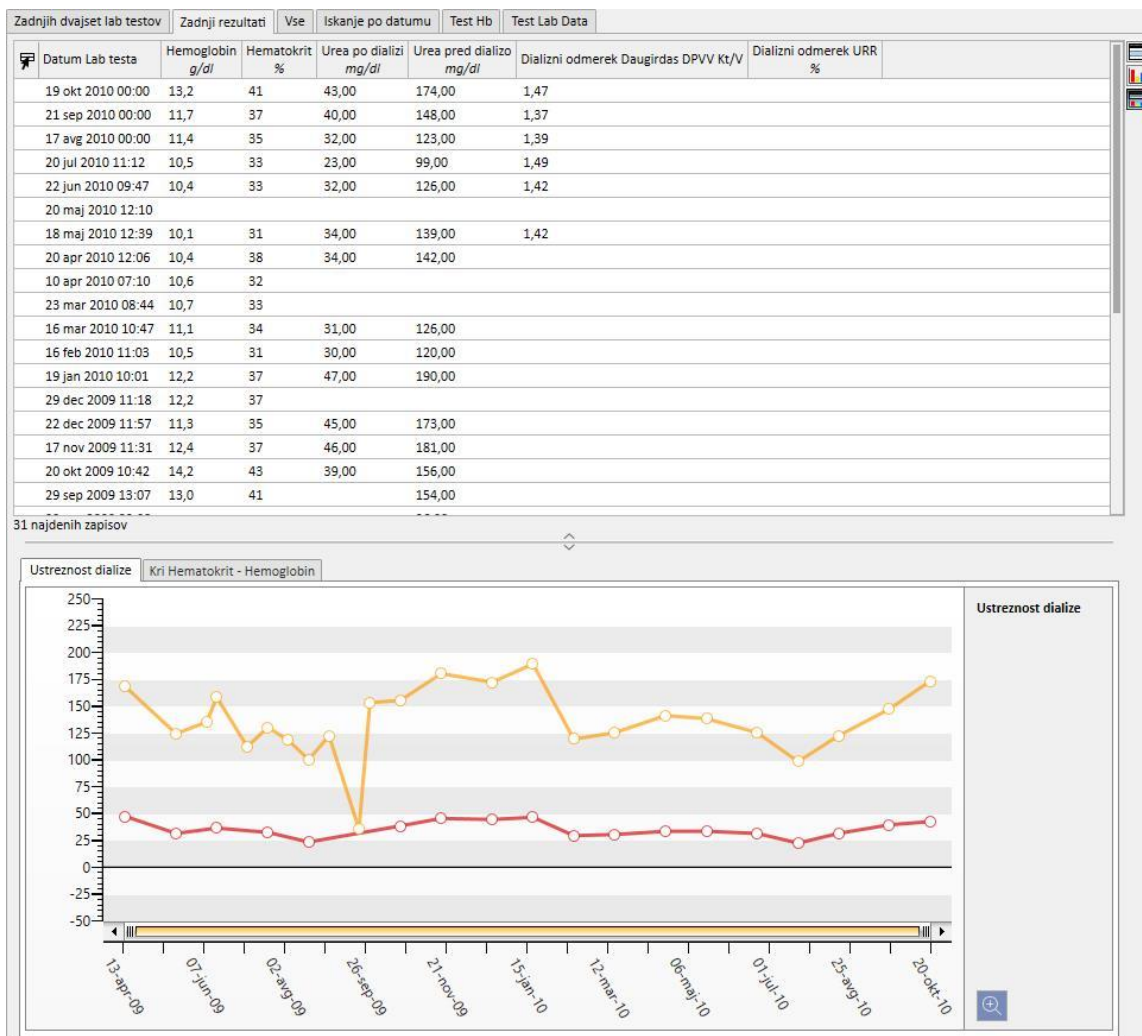 Zadnjih dvajset lab testov Zadnji rezultati Vse Iskanje po datumu Test Hb Test Lab Data
Datum Lab testa Hemoglobin g/dl Hematokrit % Urea po dializi mg/dl Urea pred dializo mg/dl Dializni odmerek Daugirdas DPVV Kt/V Dializni odmerek URR %
19 okt 2010 00:00 13,2 41 43,00 174,00 1,47
21 sep 2010 00:00 11,7 37 40,00 148,00 1,37
17 avg 2010 00:00 11,4 35 32,00 123,00 1,39
20 jul 2010 11:12 10,5 33 23,00 99,00 1,49
22 jun 2010 09:47 10,4 33 32,00 126,00 1,42
20 maj 2010 12:10
18 maj 2010 12:39 10,1 31 34,00 139,00 1,42
20 apr 2010 12:06 10,4 38 34,00 142,00
10 apr 2010 07:10 10,6 32
23 mar 2010 08:44 10,7 33
16 mar 2010 10:47 11,1 34 31,00 126,00
16 feb 2010 11:03 10,5 31 30,00 120,00
19 jan 2010 10:01 12,2 37 47,00 190,00
29 dec 2009 11:18 12,2 37
22 dec 2009 11:57 11,3 35 45,00 173,00
17 nov 2009 11:31 12,4 37 46,00 181,00
20 okt 2009 10:42 14,2 43 39,00 156,00
29 sep 2009 13:07 13,0 41 154,00
31 najdenih zapisov
Ustreznost dialize Kri Hematokrit - Hemoglobin
Ustreznost dialize
250
225
200
175
150
125
100
75
50
25
0
-25
-50
13-apr-09 07-jun-09 02-avg-09 26-sep-09 21-nov-09 15-jan-10 12-mar-10 06-maj-10 01-jul-10 25-avg-10 20-okt-10